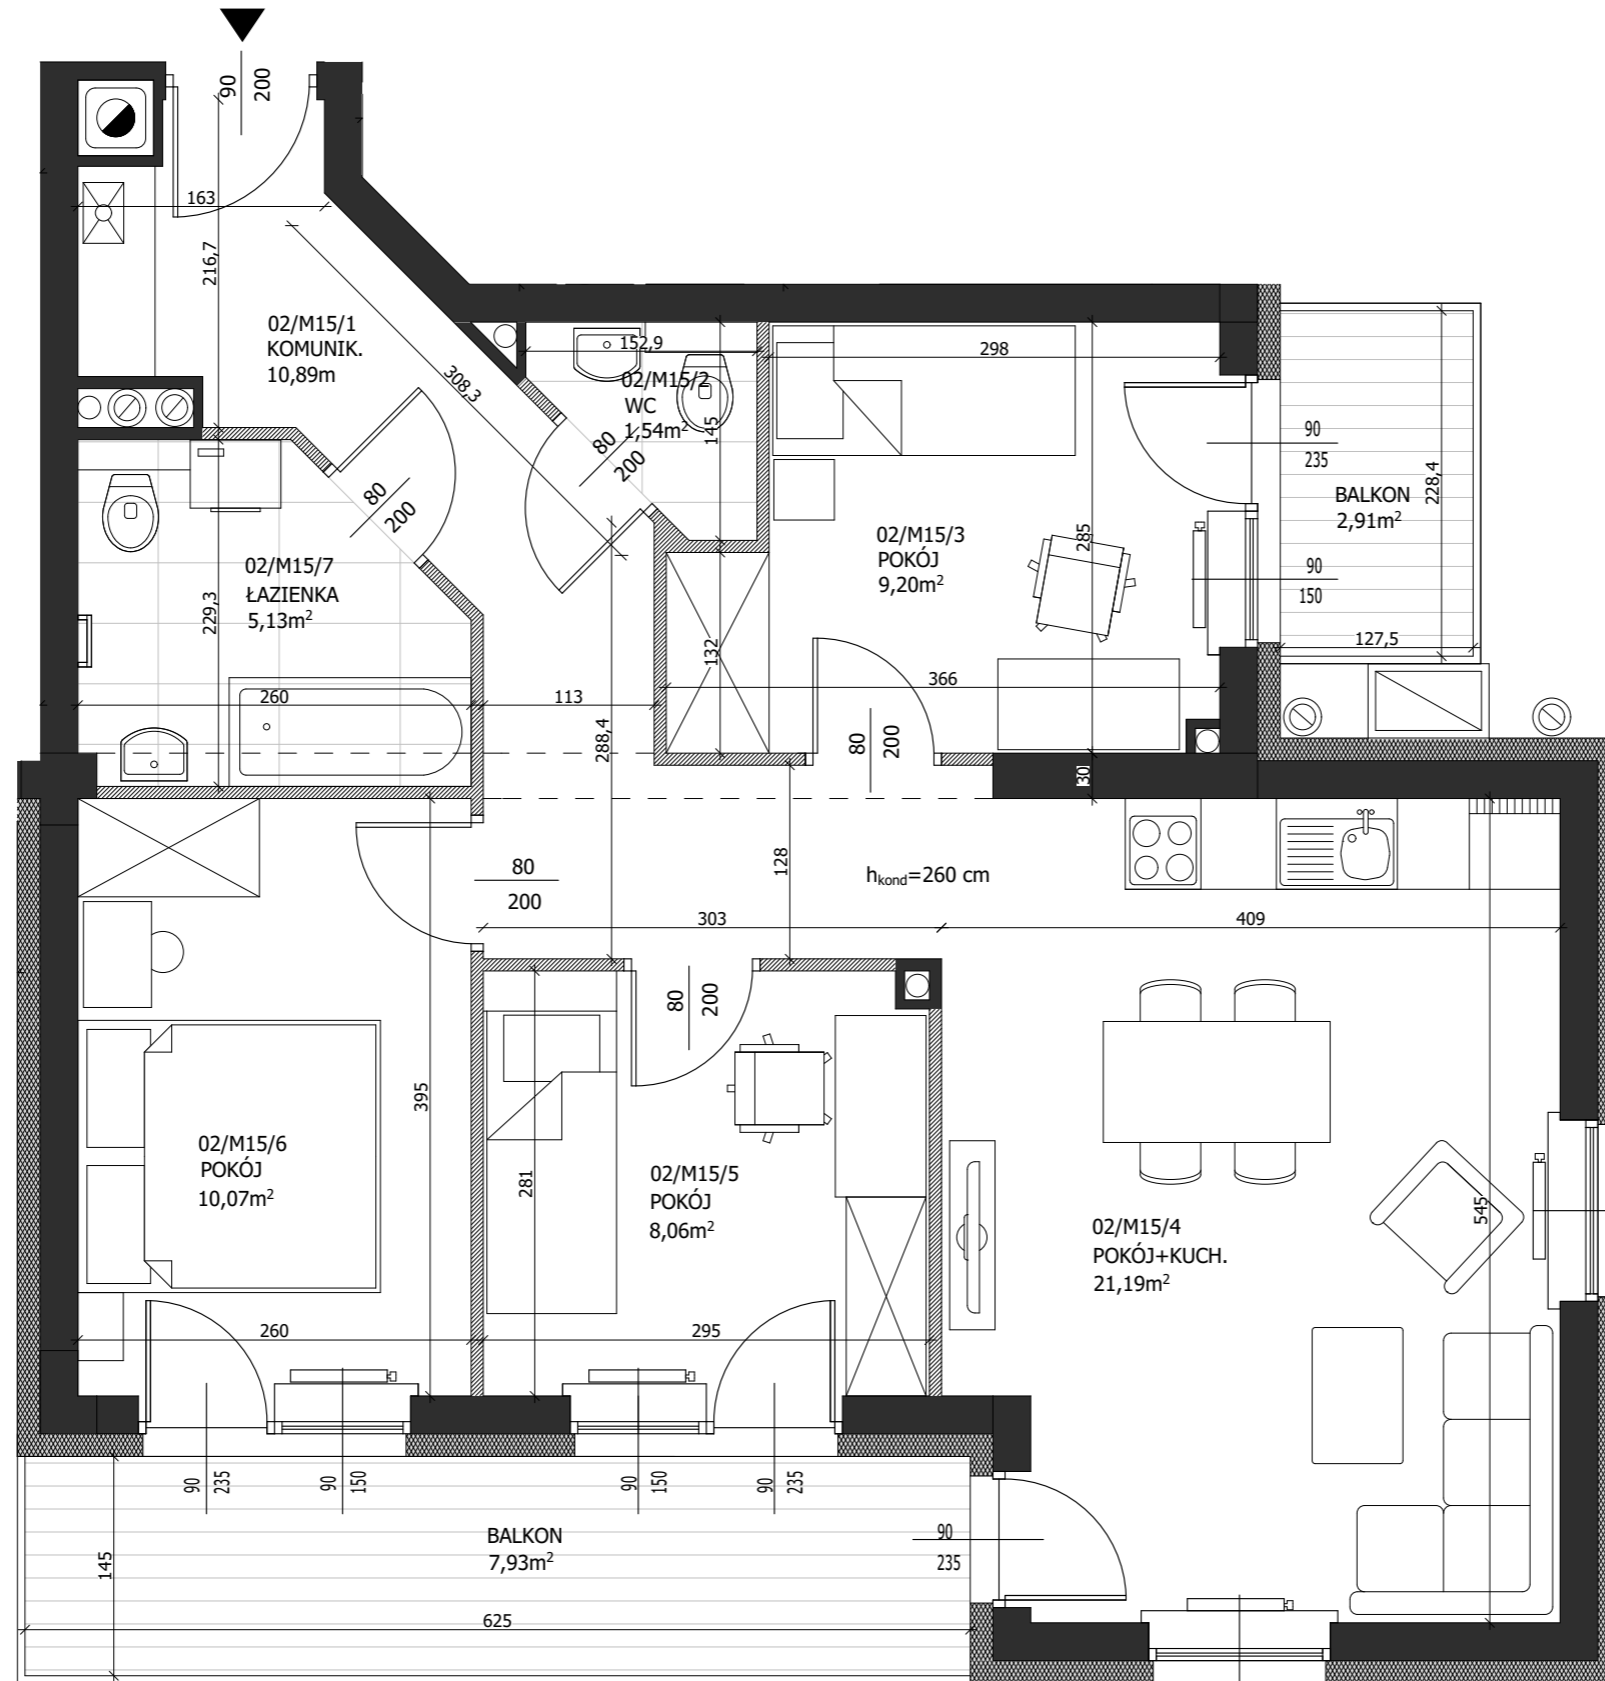 90
200
163
216,7
02/M15/1
KOMUNIK.
10,89m
308,3
152,9
02/M15/2
WC
1,54m²
145
80
200
298
90
235
BALKON
2,91m²
228,4
90
150
127,5
80
200
02/M15/3
POKÓJ
9,20m²
285
02/M15/7
ŁAZIENKA
5,13m²
229,3
132
366
260
113
288,4
80
200
30
128
hkond=260 cm
80
200
303
409
80
200
395
281
02/M15/6
POKÓJ
10,07m²
02/M15/5
POKÓJ
8,06m²
02/M15/4
POKÓJ+KUCH.
21,19m²
545
260
295
90
235
90
150
90
150
90
235
BALKON
7,93m²
90
235
145
625